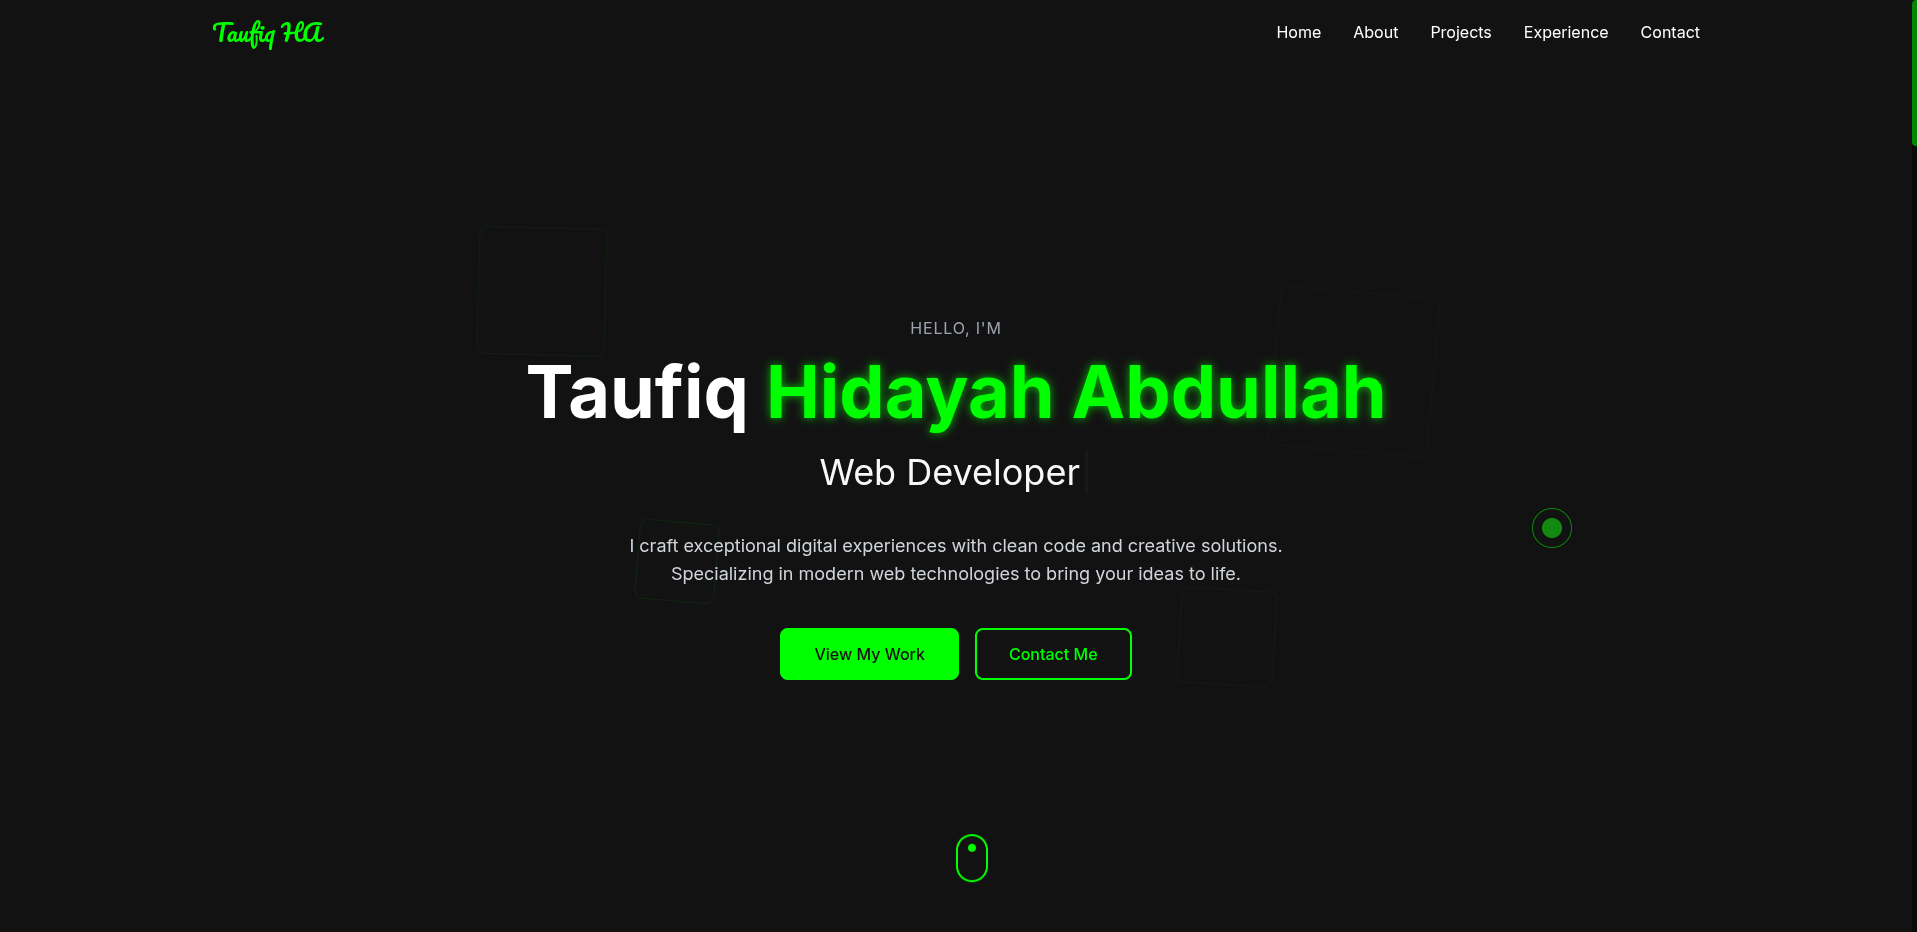 Taufiq HA
Home About Projects Experience Contact
HELLO, I'M
Taufiq Hidayah Abdullah
Web Developer
I craft exceptional digital experiences with clean code and creative solutions.
Specializing in modern web technologies to bring your ideas to life.
View My Work Contact Me